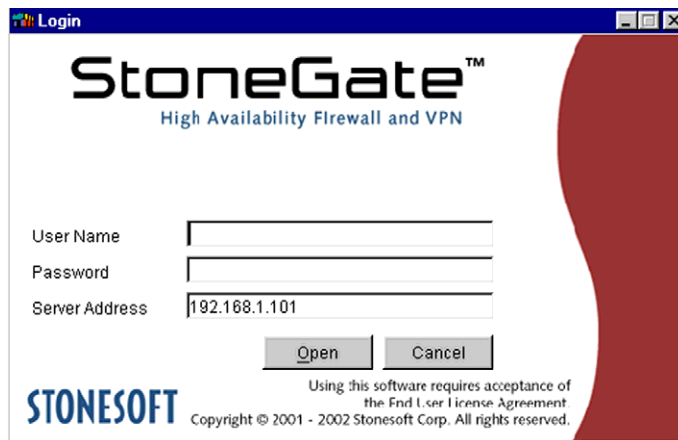 Login
StoneGate™
High Availability FIrewall and VPN
User Name
Password
Server Address 192.168.1.101
Open Cancel
STONESOFT
Using this software requires acceptance of
the End User License Agreement.
Copyright © 2001 - 2002 Stonesoft Corp. All rights reserved.